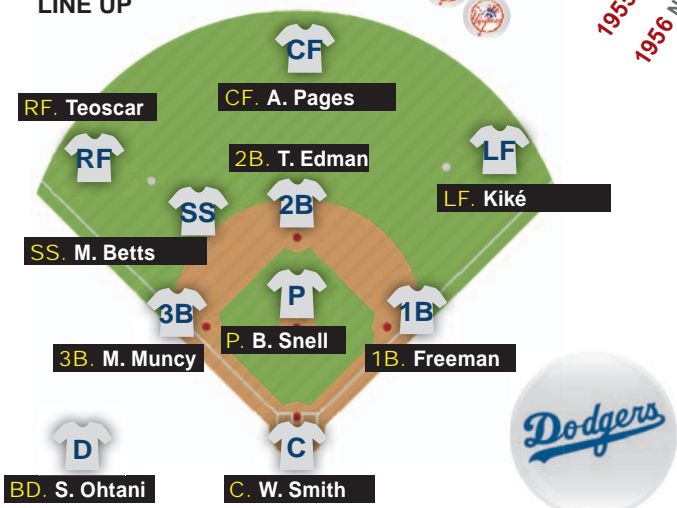 LINE UP
1955
1956 N
CF
CF. A. Pages
RF. Teoscar
RF
2B. T. Edman
LF
LF. Kiké
SS
2B
SS. M. Betts
3B
P
1B
P. B. Snell
3B. M. Muncy
1B. Freeman
Dodgers
D
C
BD. S. Ohtani
C. W. Smith